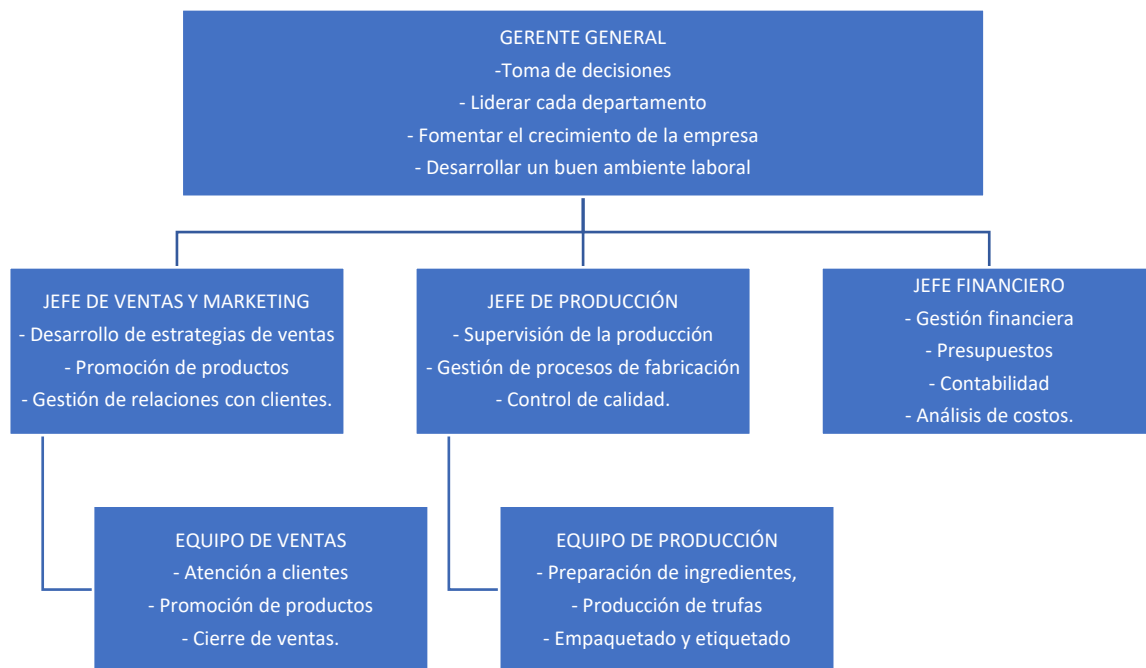 GERENTE GENERAL
-Toma de decisiones
- Liderar cada departamento
- Fomentar el crecimiento de la empresa
- Desarrollar un buen ambiente laboral
JEFE DE VENTAS Y MARKETING
- Desarrollo de estrategias de ventas
- Promoción de productos
- Gestión de relaciones con clientes.
JEFE DE PRODUCCIÓN
- Supervisión de la producción
- Gestión de procesos de fabricación
- Control de calidad.
JEFE FINANCIERO
- Gestión financiera
- Presupuestos
- Contabilidad
- Análisis de costos.
EQUIPO DE VENTAS
- Atención a clientes
- Promoción de productos
- Cierre de ventas.
EQUIPO DE PRODUCCIÓN
- Preparación de ingredientes,
- Producción de trufas
- Empaquetado y etiquetado